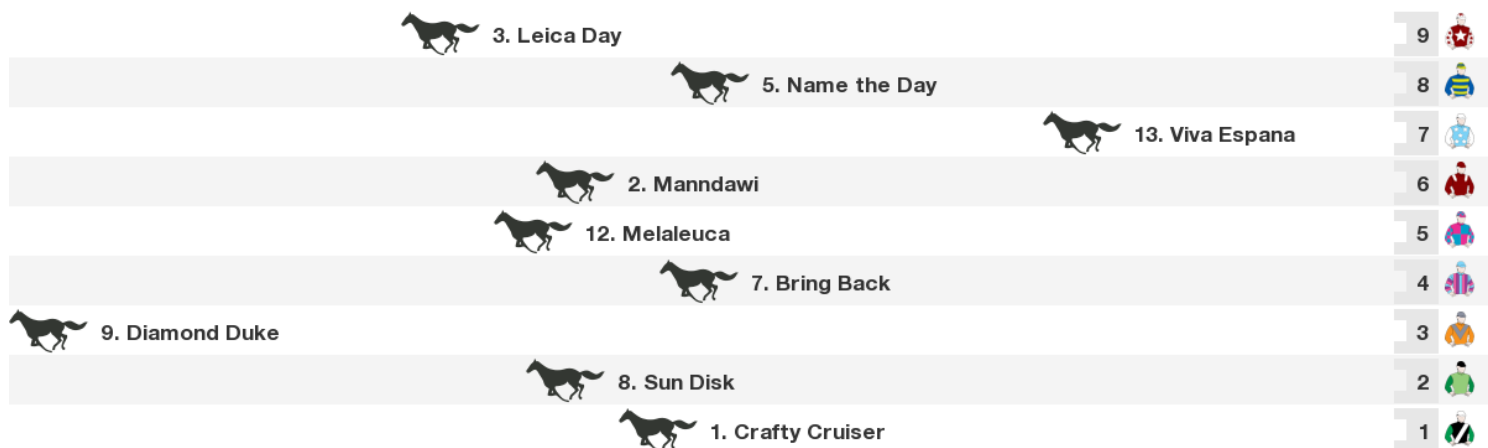 3. Leica Day 9
5. Name the Day 8
13. Viva Espana 7
2. Manndawi 6
12. Melaleuca 5
7. Bring Back 4
9. Diamond Duke 3
8. Sun Disk 2
1. Crafty Cruiser 1